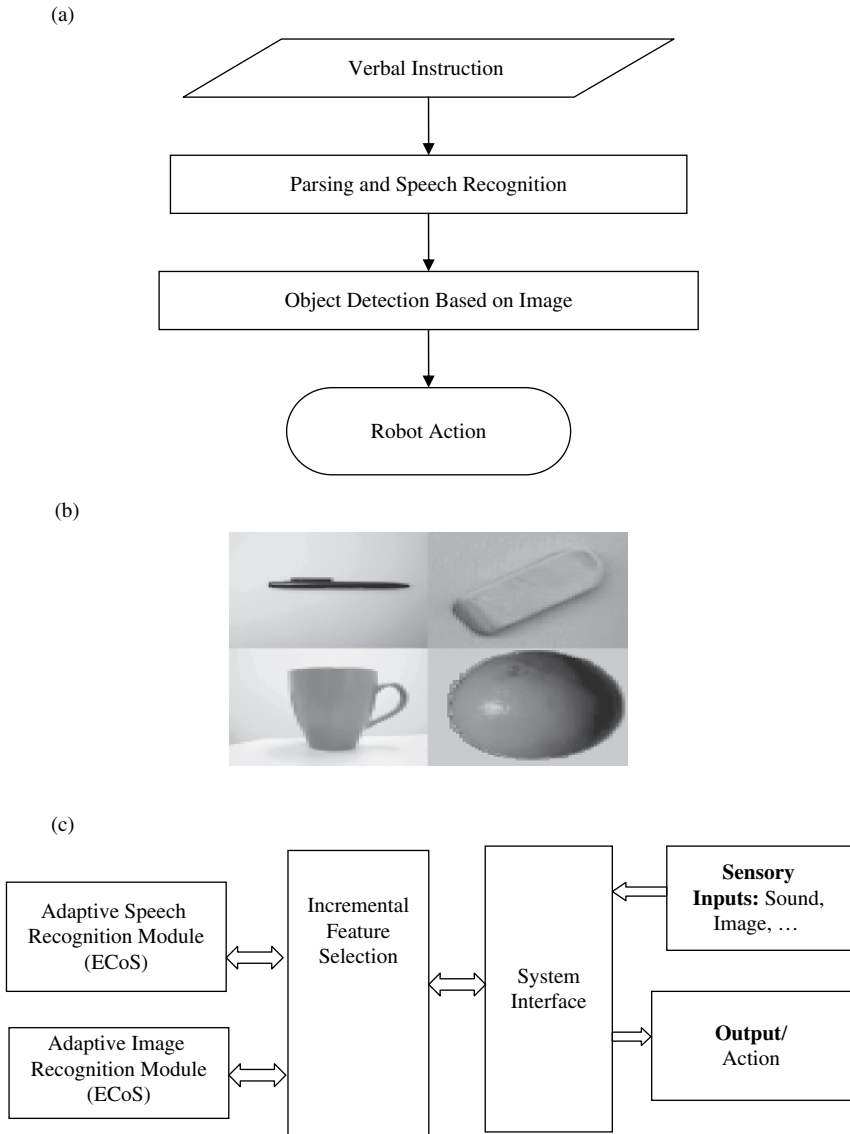 (a)
Verbal Instruction
Parsing and Speech Recognition
Object Detection Based on Image
Robot Action
(b)
(c)
Adaptive Speech
Recognition Module
(ECoS)
Adaptive Image
Recognition Module
(ECoS)
Incremental
Feature
Selection
System
Interface
Sensory
Inputs: Sound,
Image, …
Output/
Action